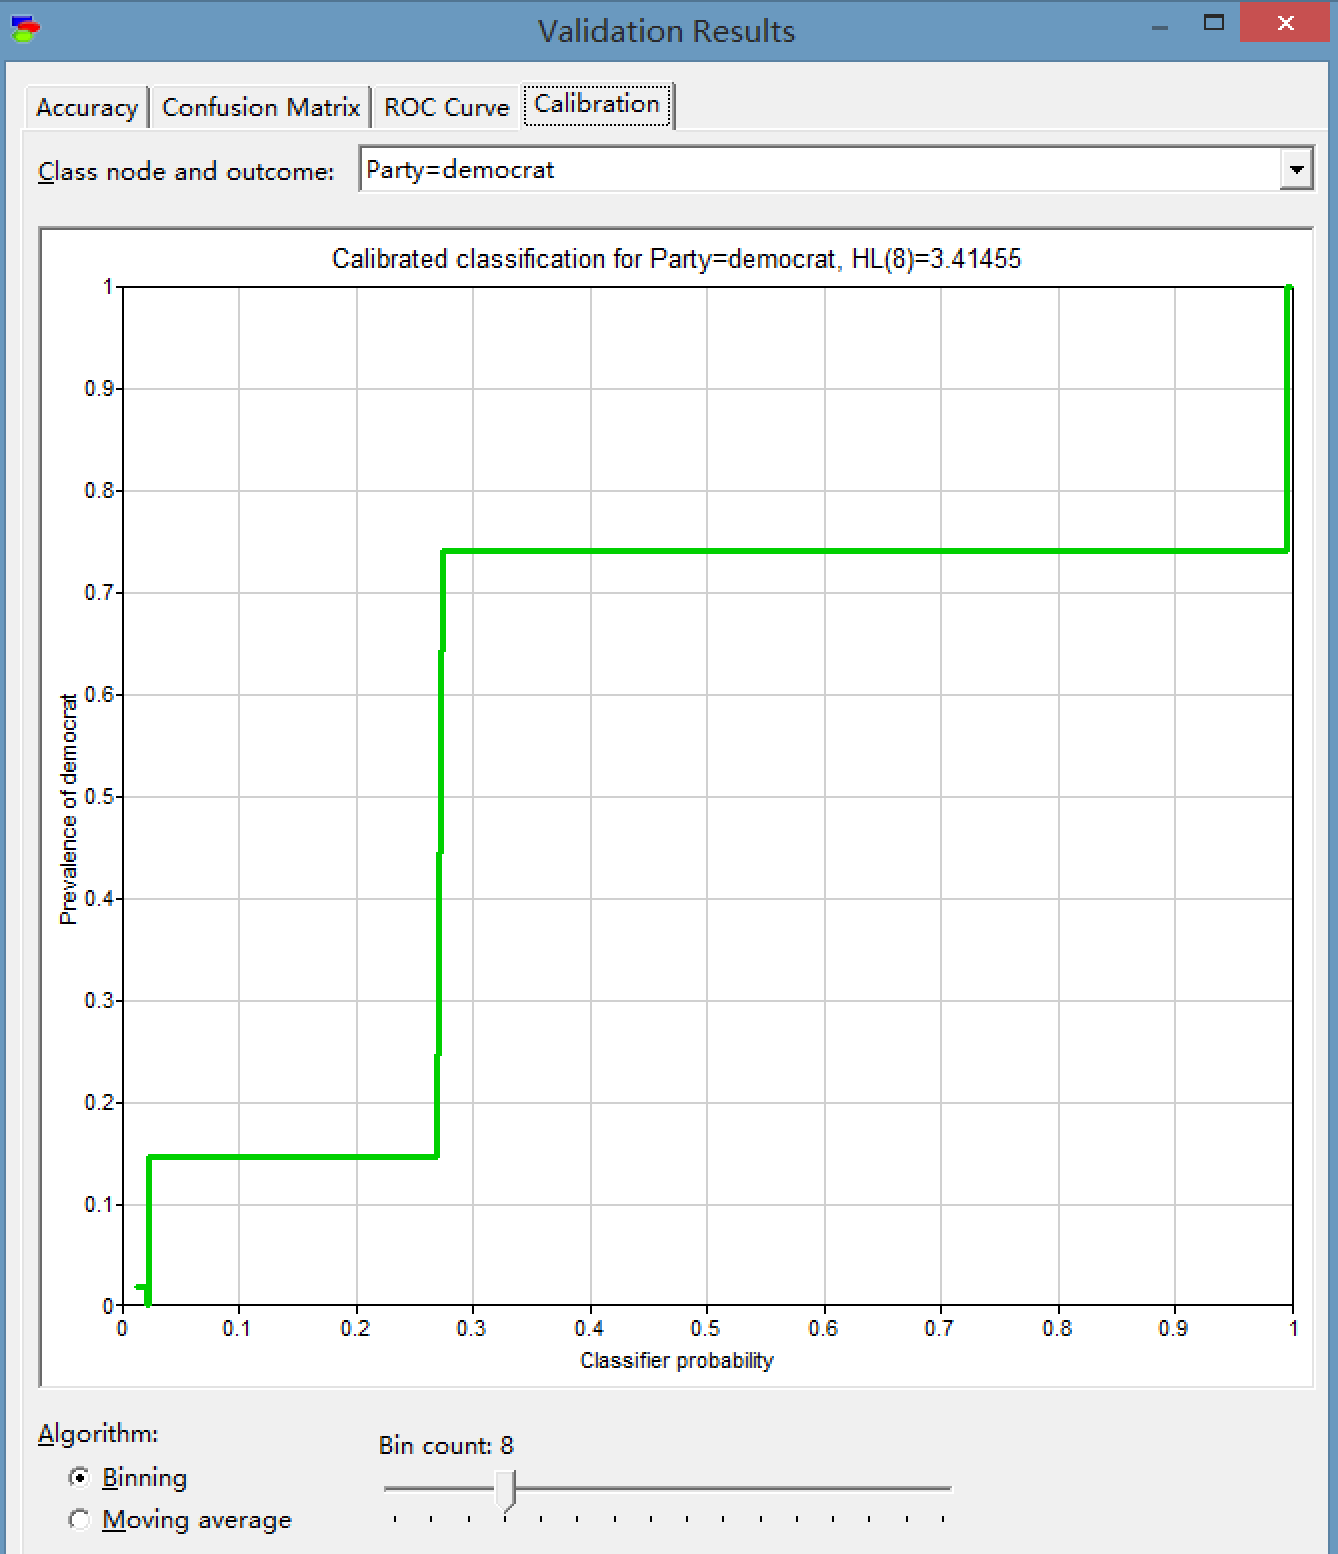 Validation Results
Accuracy Confusion Matrix ROC Curve Calibration
Class node and outcome: Party=democrat
Calibrated classification for Party=democrat, HL(8)=3.41455
1
0.9
0.8
0.7
0.6
0.5
0.4
0.3
0.2
0.1
0
Prevalence of democrat
0 0.1 0.2 0.3 0.4 0.5 0.6 0.7 0.8 0.9 1
Classifier probability
Algorithm:
Bin count: 8
Binning
Moving average